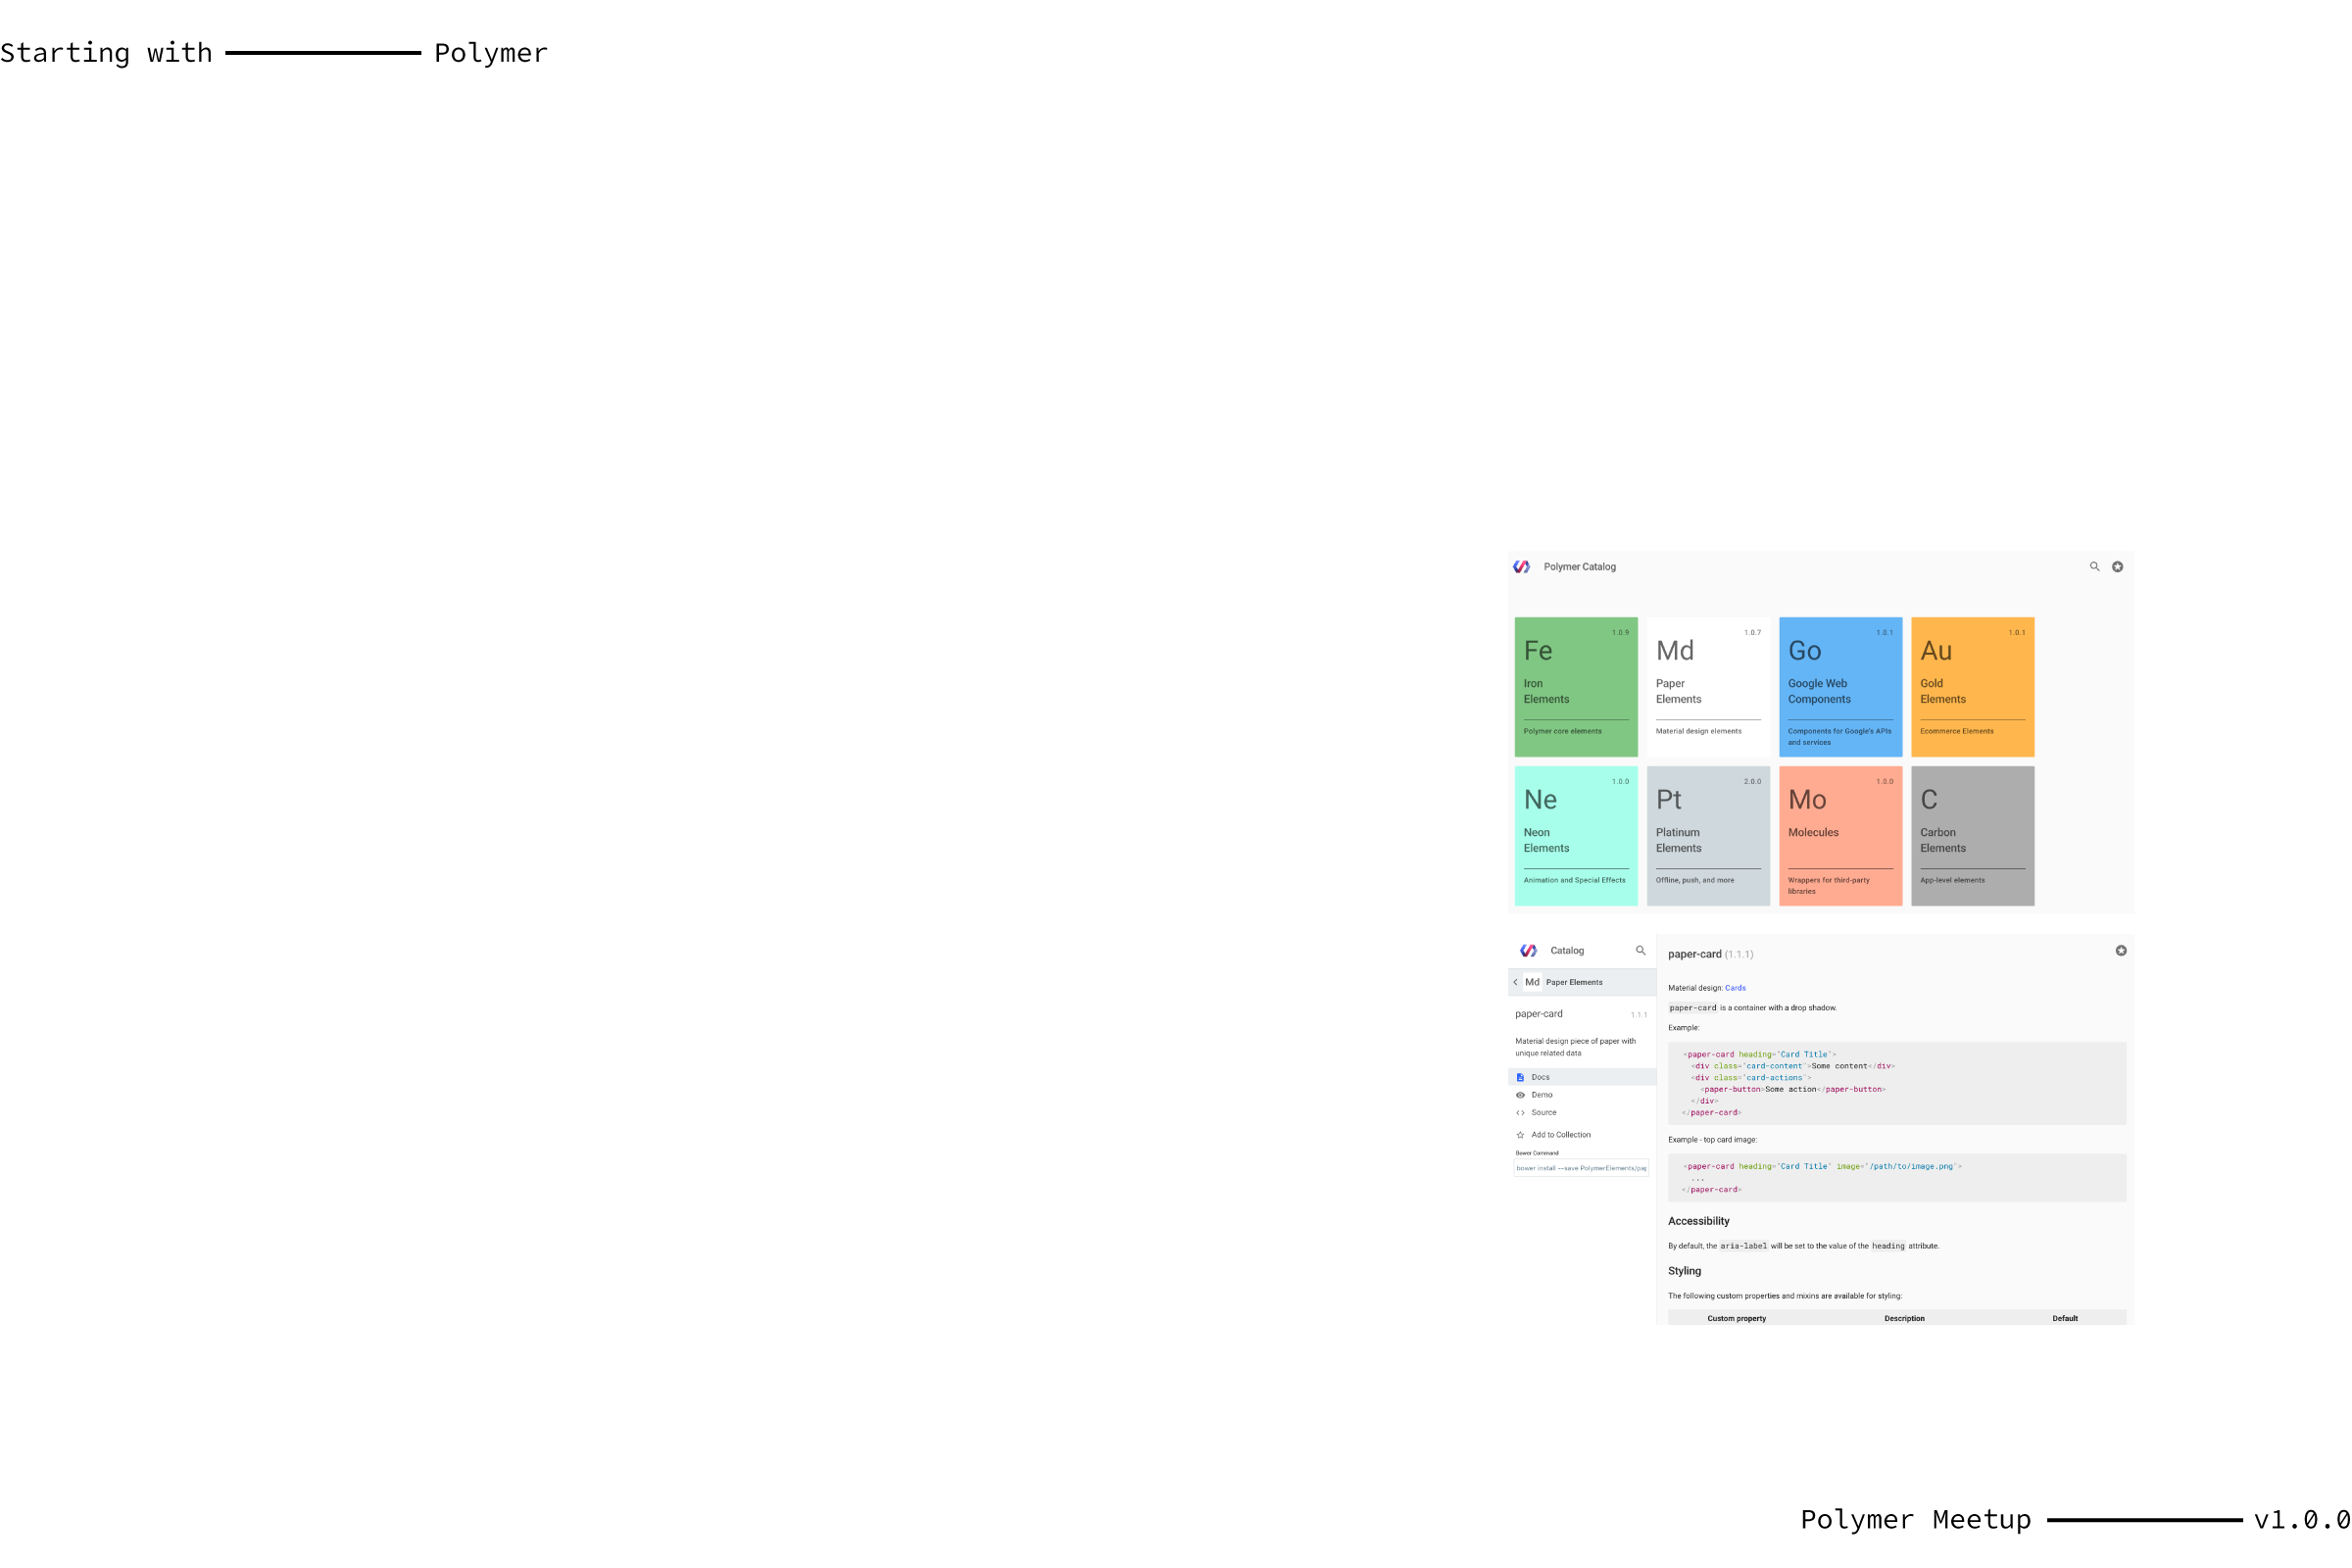 Starting with Polymer
Polymer Catalog
1.0.9
Fe
Iron
Elements
Polymer core elements
1.0.7
Md
Paper
Elements
Material design elements
1.0.1
Go
Google Web
Components
Components for Google's APIs
and services
1.0.1
Au
Gold
Elements
Ecommerce Elements
1.0.0
Ne
Neon
Elements
Animation and Special Effects
2.0.0
Pt
Platinum
Elements
Offline, push, and more
1.0.0
Mo
Molecules
Wrappers for third-party
libraries
C
Carbon
Elements
App-level elements
Catalog
Md Paper Elements
paper-card 1.1.1
Material design piece of paper with
unique related data
Docs
Demo
Source
Add to Collection
Bower Command
bower install --save PolymerElements/pap
paper-card (1.1.1)
Material design: Cards
paper-card is a container with a drop shadow.
Example:
<paper-card heading="Card Title">
<div class="card-content">Some content</div>
<div class="card-actions">
<paper-button>Some action</paper-button>
</div>
</paper-card>
Example - top card image:
<paper-card heading="Card Title" image="/path/to/image.png">
...
</paper-card>
Accessibility
By default, the aria-label will be set to the value of the heading attribute.
Styling
The following custom properties and mixins are available for styling:
Custom property Description Default
Polymer Meetup v1.0.0